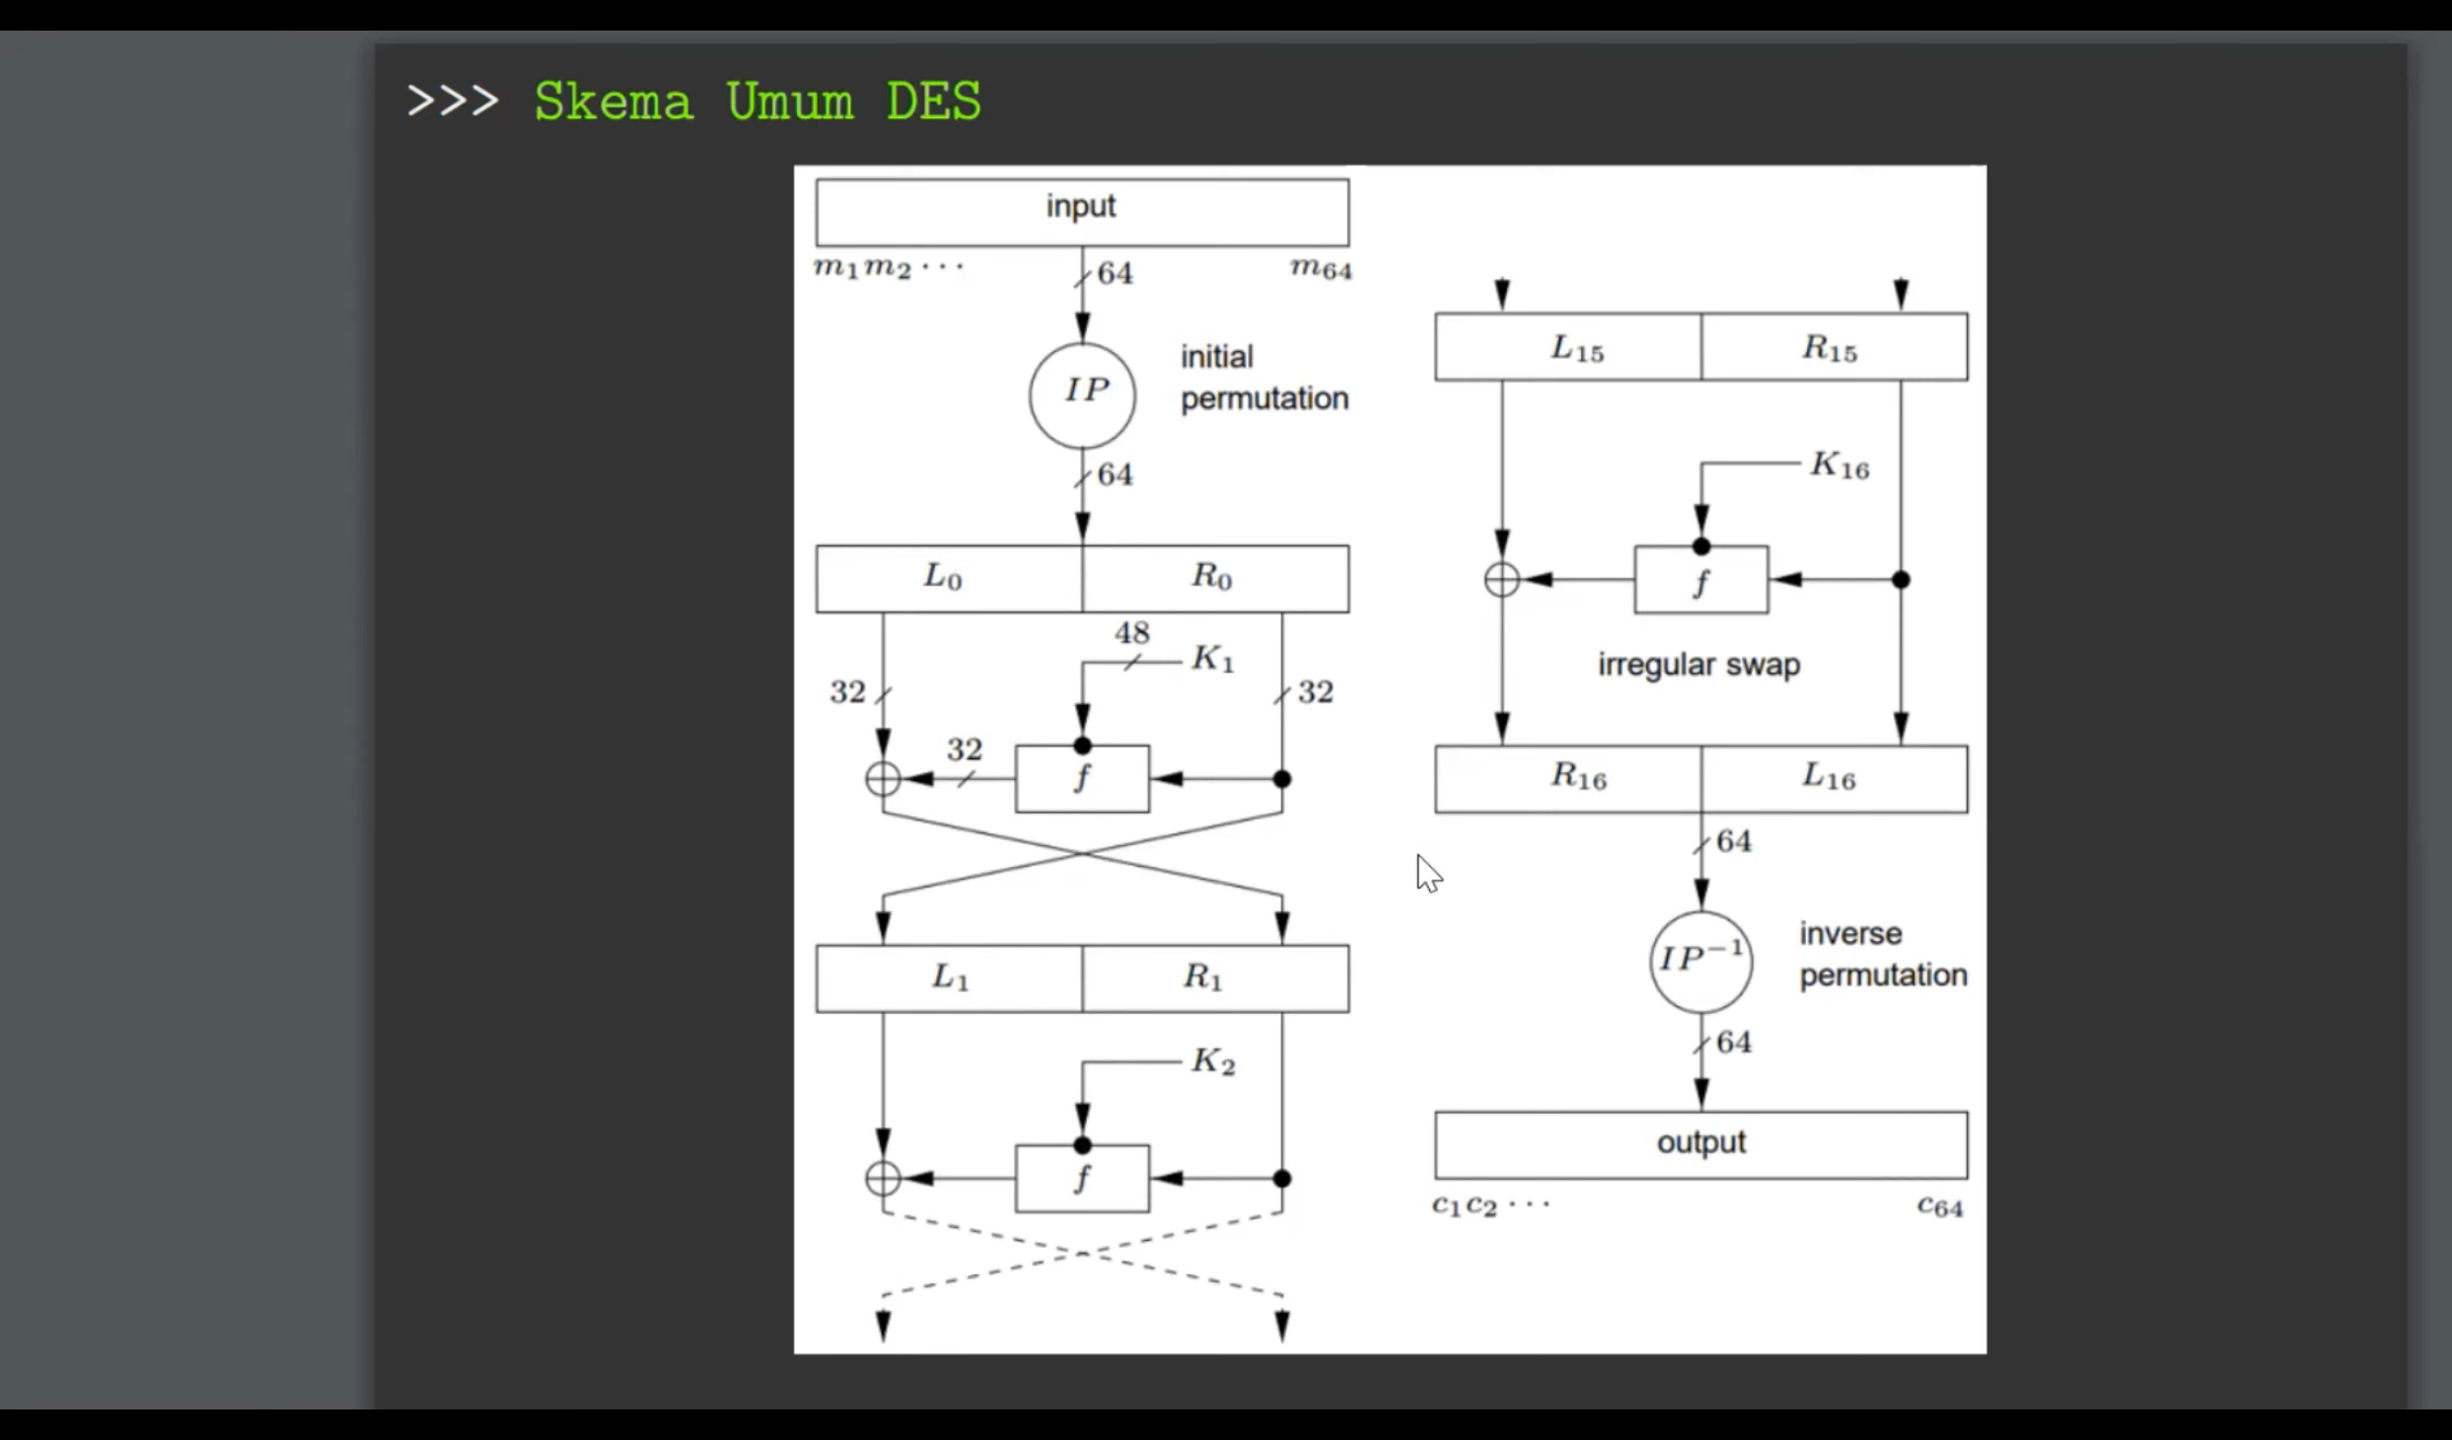 >>> Skema Umum DES
input
m1m2··· 64 m64
IP
initial
permutation
64
L0 R0
48
K1
32 32
32
f
L1 R1
K2
f
L15 R15
K16
f
irregular swap
R16 L16
64
IP−1
inverse
permutation
64
output
c1c2··· c64